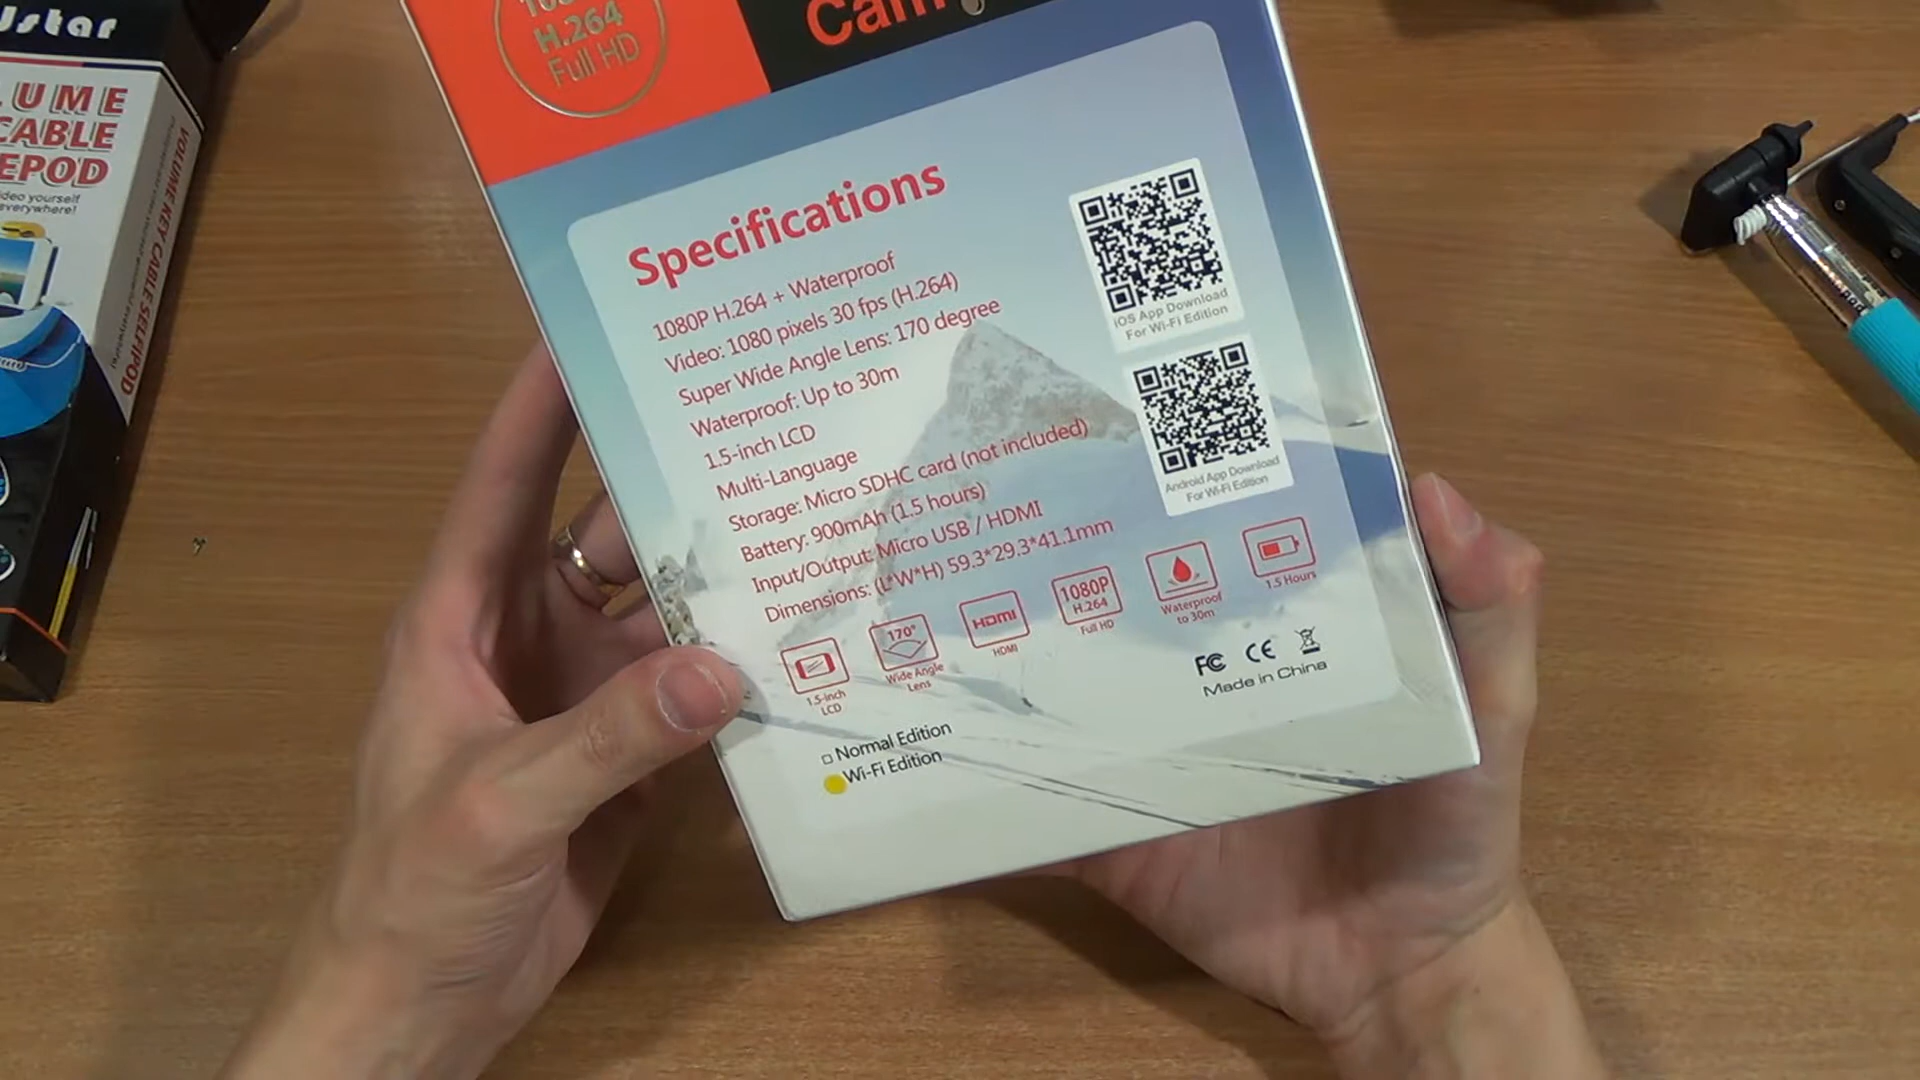 H.264
Full HD
Cam
Specifications
1080P H.264 + Waterproof
Video: 1080 pixels 30 fps (H.264)
Super Wide Angle Lens: 170 degree
Waterproof: Up to 30m
1.5-inch LCD
Multi-Language
Storage: Micro SDHC card (not included)
Battery: 900mAh (1.5 hours)
Input/Output: Micro USB / HDMI
Dimensions: (L*W*H) 59.3*29.3*41.1mm
iOS App Download
For Wi-Fi Edition
Android App Download
For Wi-Fi Edition
1.5-inch
LCD
170°
Wide Angle
Lens
HDMI
HDMI
1080P
H.264
Full HD
Waterproof
to 30m
1.5 Hours
FC CE
Made in China
Normal Edition
Wi-Fi Edition
UME
CABLE
EPOD
ideo yourself
everywhere!
VOLUME KEY CABLE SELFIPOD